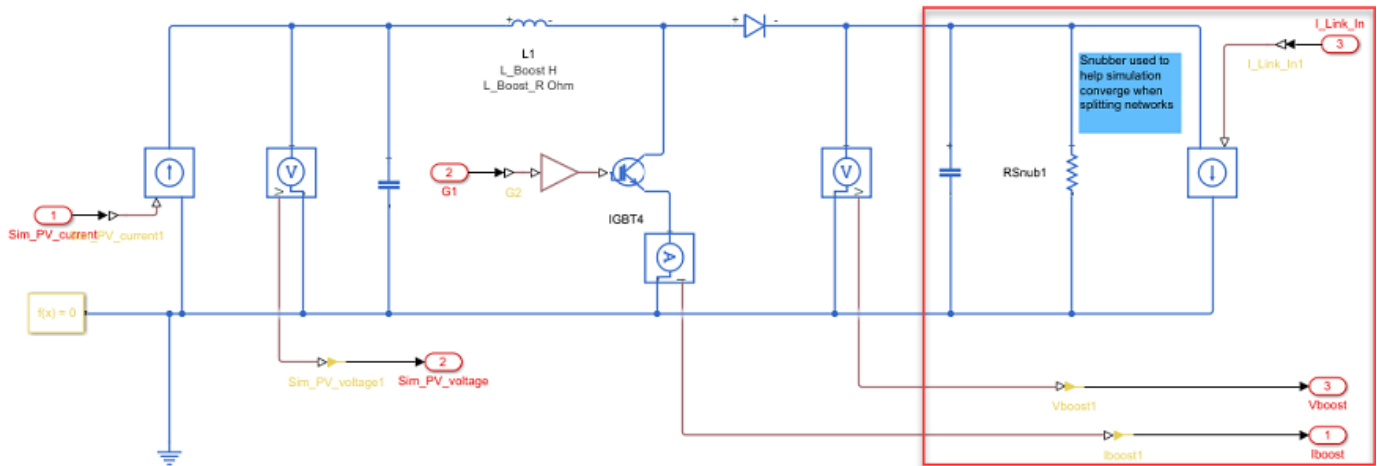 I_Link_In
3
I_Link_In1
+
-
+
-
L1
L_Boost H
L_Boost_R Ohm
Snubber used to
help simulation
converge when
splitting networks
V
V
2
G1
G2
RSnub1
IGBT4
1
Sim_PV_current
A
f(x) = 0
2
Sim_PV_voltage1
Sim_PV_voltage
3
Vboost1
Vboost
1
Iboost1
Iboost